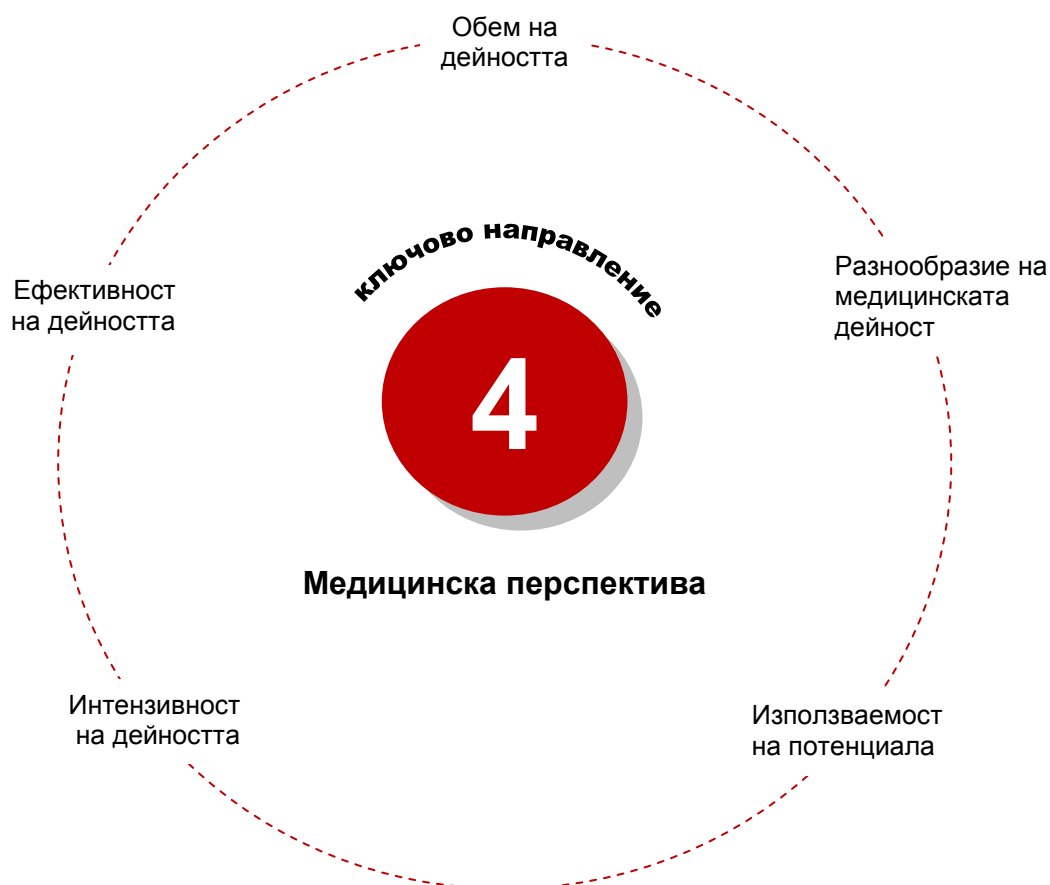 Обем на
дейността
ключово направление
Ефективност
на дейността
Разнообразие на
медицинската
дейност
4
Медицинска перспектива
Интензивност
на дейността
Използваемост
на потенциала